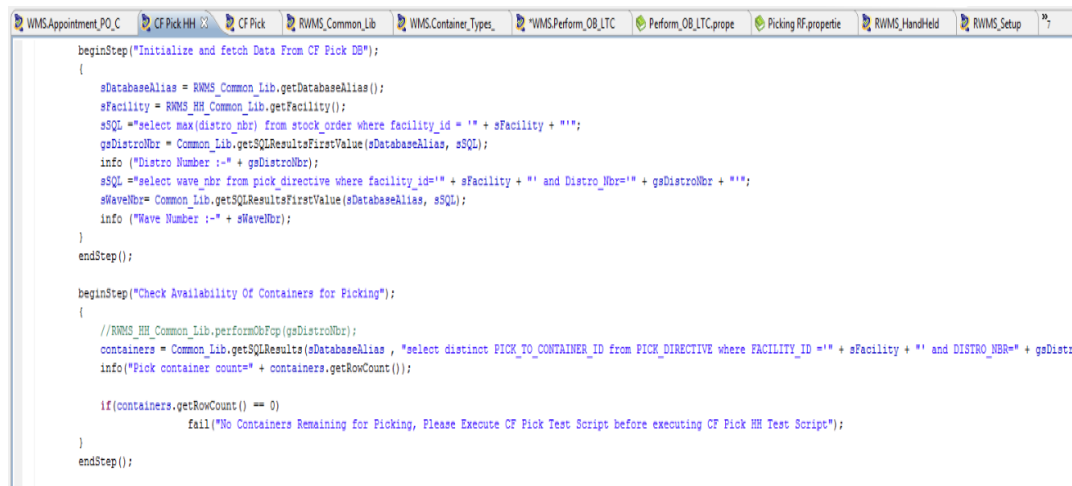 WMS.Appointment_PO_C CF Pick HH CF Pick RWMS_Common_Lib WMS.Container_Types_ *WMS.Perform_OB_LTC Perform_OB_LTC.prope Picking RF.propertie RWMS_HandHeld RWMS_Setup »7
beginStep("Initialize and fetch Data From CF Pick DB");
{
sDatabaseAlias = RWMS_Common_Lib.getDatabaseAlias();
sFacility = RWMS_HH_Common_Lib.getFacility();
sSQL ="select max(distro_nbr) from stock_order where facility_id = '" + sFacility + "'";
gsDistroNbr = Common_Lib.getSQLResultsFirstValue(sDatabaseAlias, sSQL);
info ("Distro Number :-" + gsDistroNbr);
sSQL ="select wave_nbr from pick_directive where facility_id='" + sFacility + "' and Distro_Nbr='" + gsDistroNbr + "'";
sWaveNbr= Common_Lib.getSQLResultsFirstValue(sDatabaseAlias, sSQL);
info ("Wave Number :-" + sWaveNbr);
}
endStep();
beginStep("Check Availability Of Containers for Picking");
{
//RWMS_HH_Common_Lib.performObFcp(gsDistroNbr);
containers = Common_Lib.getSQLResults(sDatabaseAlias , "select distinct PICK_TO_CONTAINER_ID from PICK_DIRECTIVE where FACILITY_ID ='" + sFacility + "' and DISTRO_NBR=" + gsDistr
info("Pick container count=" + containers.getRowCount());
if(containers.getRowCount() == 0)
fail("No Containers Remaining for Picking, Please Execute CF Pick Test Script before executing CF Pick HH Test Script");
}
endStep();